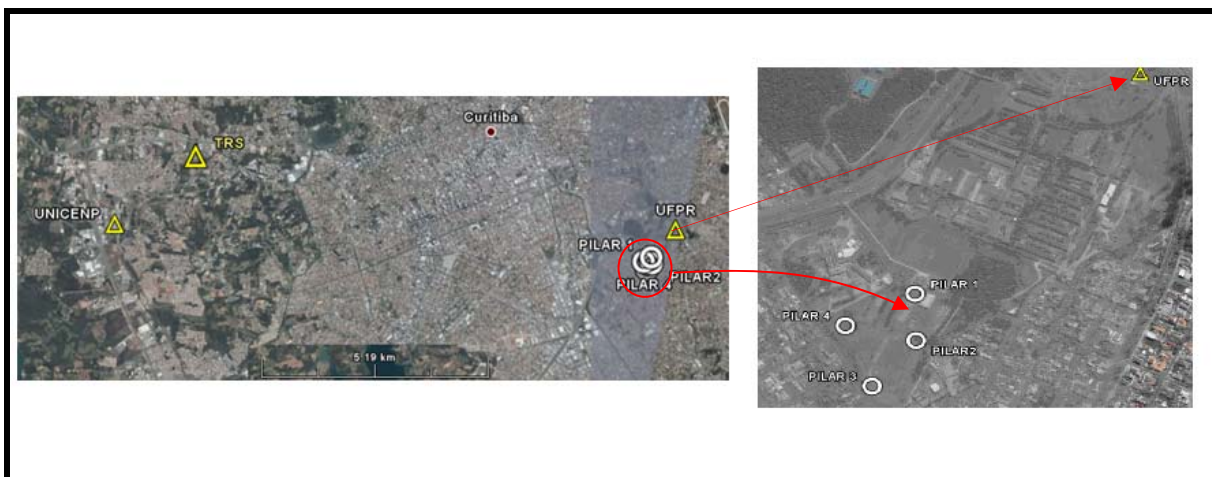 Curitiba
TRS
UNICENP
UFPR
PILAR 1
PILAR2
PILAR 4
5.19 km
UFPR
PILAR 1
PILAR 4
PILAR2
PILAR 3